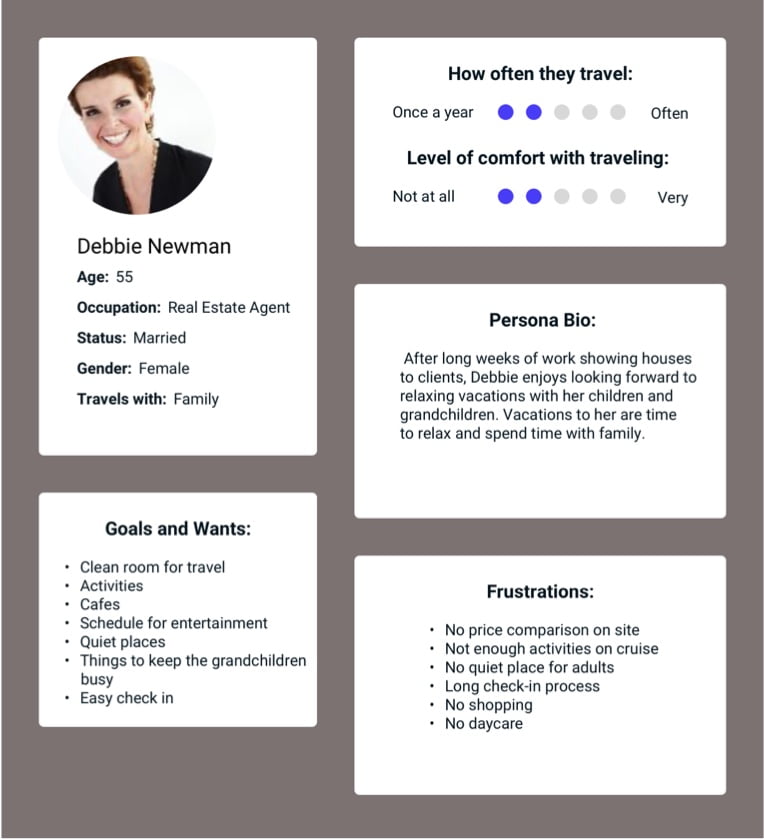 Debbie Newman
Age: 55
Occupation: Real Estate Agent
Status: Married
Gender: Female
Travels with: Family
How often they travel:
Once a year Often
Level of comfort with traveling:
Not at all Very
Persona Bio:
After long weeks of work showing houses
to clients, Debbie enjoys looking forward to
relaxing vacations with her children and
grandchildren. Vacations to her are time
to relax and spend time with family.
Goals and Wants:
• Clean room for travel
• Activities
• Cafes
• Schedule for entertainment
• Quiet places
• Things to keep the grandchildren
busy
• Easy check in
Frustrations:
• No price comparison on site
• Not enough activities on cruise
• No quiet place for adults
• Long check-in process
• No shopping
• No daycare